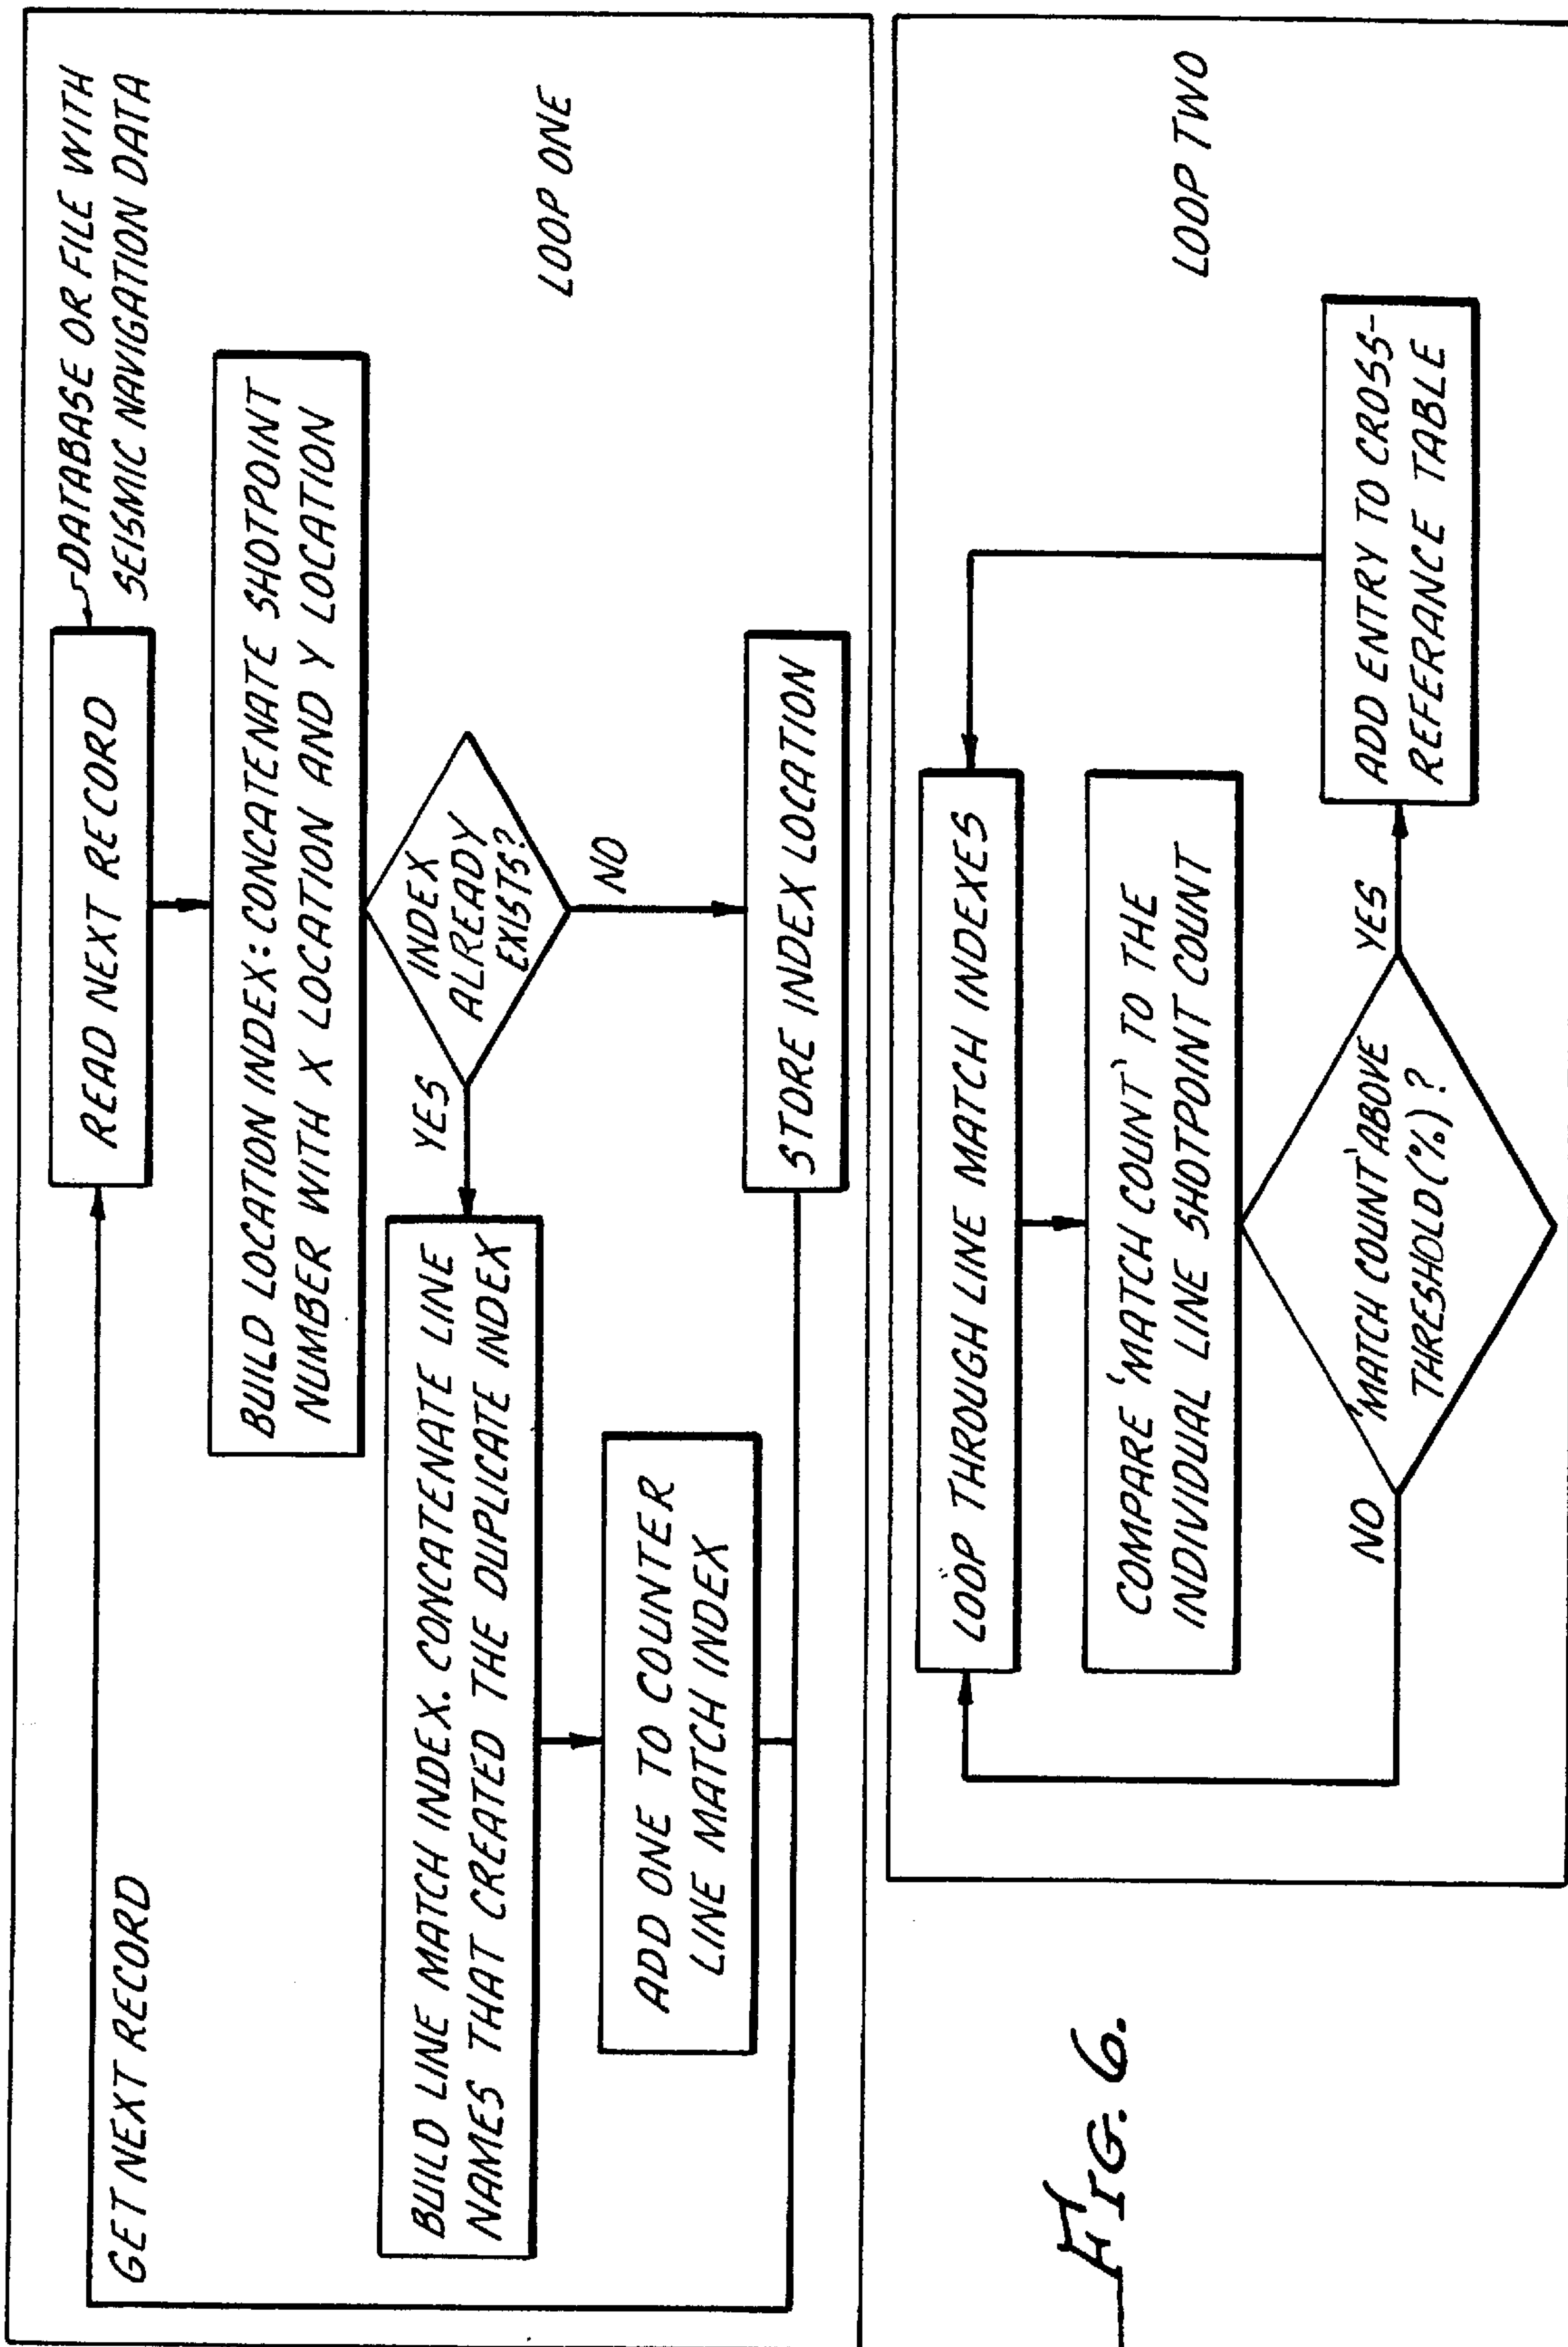 GET NEXT RECORD
READ NEXT RECORD
DATABASE OR FILE WITH
SEISMIC NAVIGATION DATA
BUILD LOCATION INDEX: CONCATENATE SHOTPOINT
NUMBER WITH X LOCATION AND Y LOCATION
INDEX
ALREADY
EXISTS?
YES
NO
BUILD LINE MATCH INDEX. CONCATENATE LINE
NAMES THAT CREATED THE DUPLICATE INDEX
ADD ONE TO COUNTER
LINE MATCH INDEX
STORE INDEX LOCATION
LOOP ONE
LOOP THROUGH LINE MATCH INDEXES
COMPARE 'MATCH COUNT' TO THE
INDIVIDUAL LINE SHOTPOINT COUNT
'MATCH COUNT' ABOVE
THRESHOLD (%) ?
NO
YES
ADD ENTRY TO CROSS-
REFERANCE TABLE
LOOP TWO
FIG. 6.